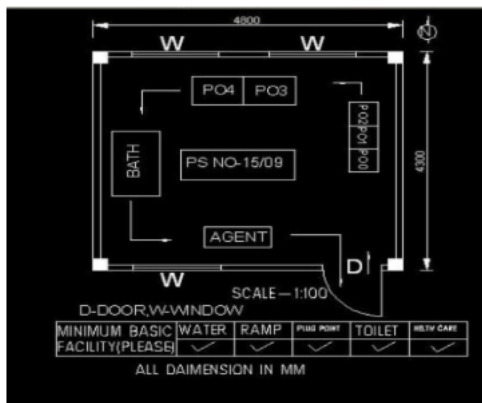 4800
N
W W
PO4 PO3
PO2 PO1 PO0
4300
BATH
PS NO-15/09
AGENT
D
W
SCALE-1:100
D-DOOR,W-WINDOW
MINIMUM BASIC FACILITY(PLEASE) WATER RAMP PLUG POINT TOILET HELTH CARE
ALL DAIMENSION IN MM